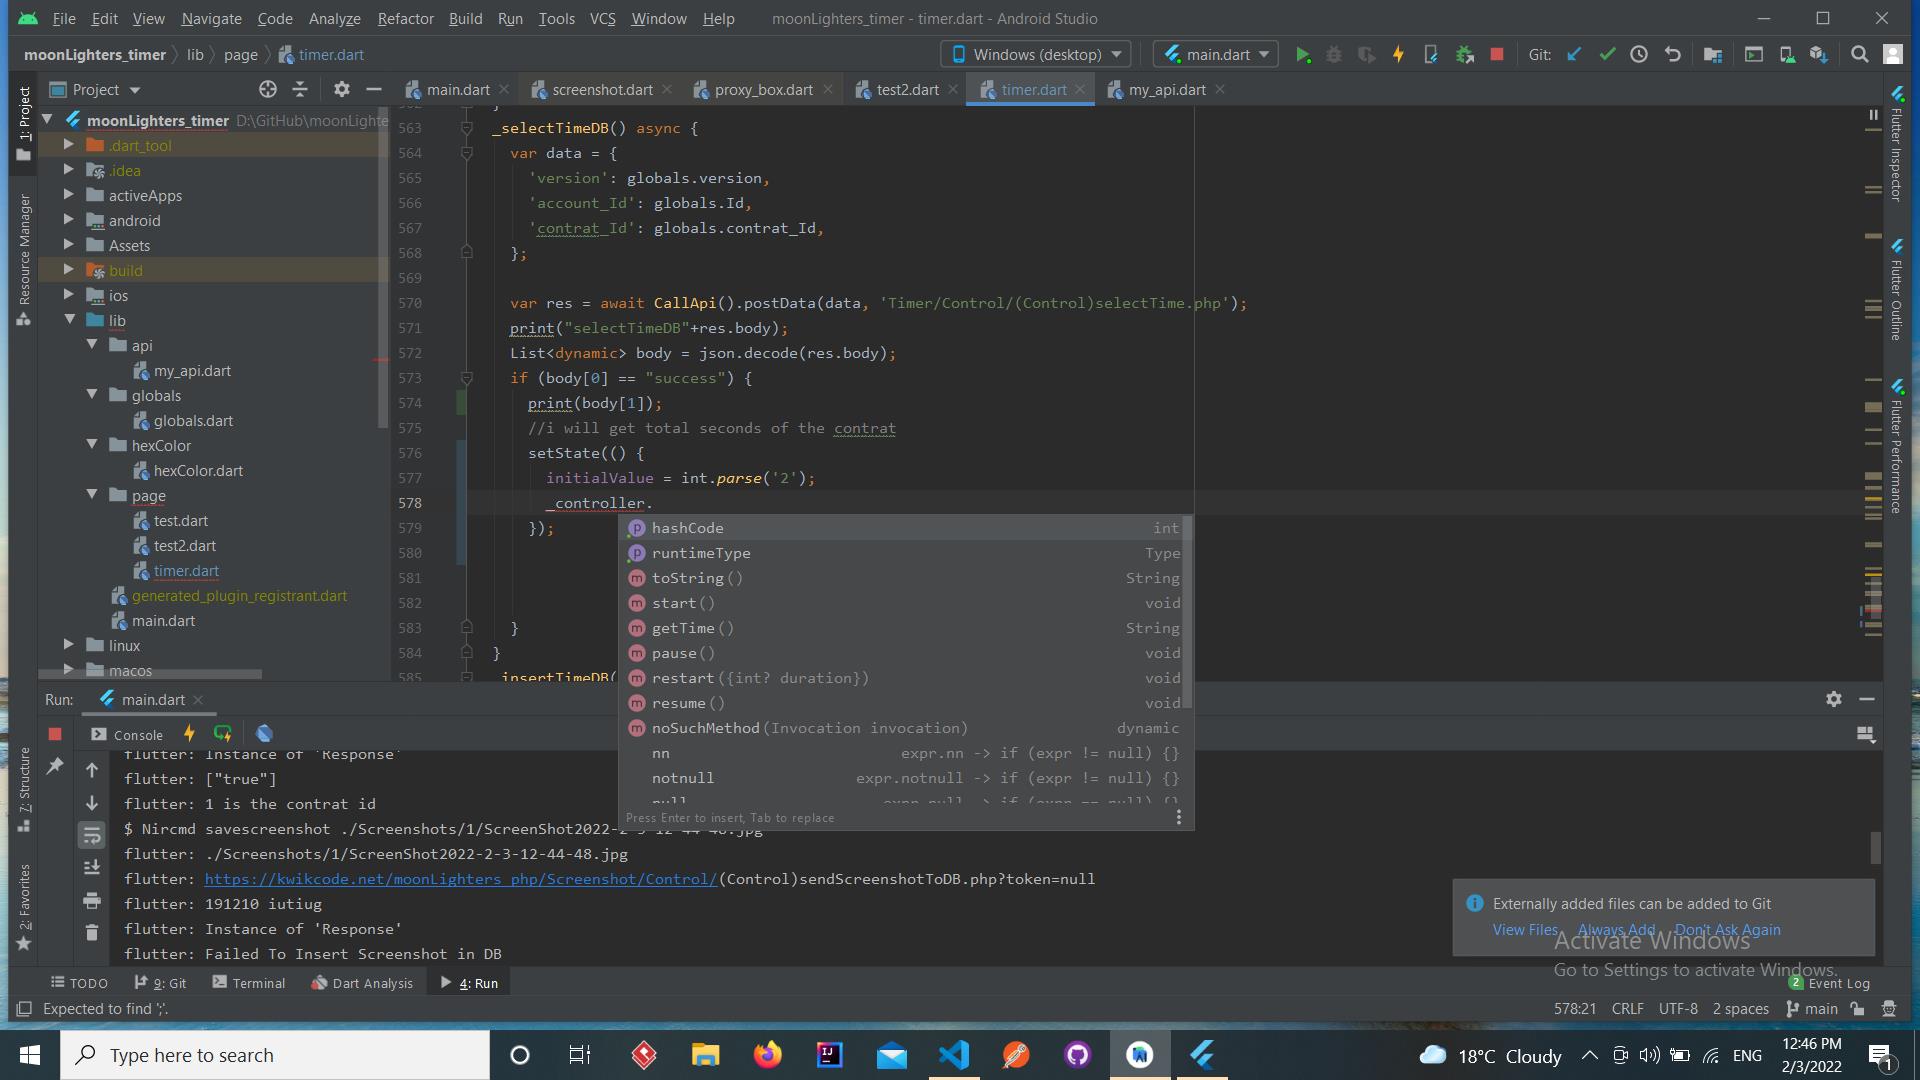 File Edit View Navigate Code Analyze Refactor Build Run Tools VCS Window Help moonLighters_timer - timer.dart - Android Studio
moonLighters_timer lib page timer.dart Windows (desktop) main.dart Git:
Project main.dart screenshot.dart proxy_box.dart test2.dart timer.dart my_api.dart
1: Project
Resource Manager
7: Structure
2: Favorites
moonLighters_timer D:\GitHub\moonLighte
.dart_tool
.idea
activeApps
android
Assets
build
ios
lib
api
my_api.dart
globals
globals.dart
hexColor
hexColor.dart
page
test.dart
test2.dart
timer.dart
generated_plugin_registrant.dart
main.dart
linux
macos
563 _selectTimeDB() async {
564 var data = {
565 'version': globals.version,
566 'account_Id': globals.Id,
567 'contrat_Id': globals.contrat_Id,
568 };
569
570 var res = await CallApi().postData(data, 'Timer/Control/(Control)selectTime.php');
571 print("selectTimeDB"+res.body);
572 List<dynamic> body = json.decode(res.body);
573 if (body[0] == "success") {
574 print(body[1]);
575 //i will get total seconds of the contrat
576 setState(() {
577 initialValue = int.parse('2');
578 _controller.
579 });
580
581
582
583 }
584 }
585 insertTimeDB(
hashCode int
runtimeType Type
toString() String
start() void
getTime() String
pause() void
restart({int? duration}) void
resume() void
noSuchMethod(Invocation invocation) dynamic
nn expr.nn -> if (expr != null) {}
notnull expr.notnull -> if (expr != null) {}
null expr.null -> if (expr == null) {}
Press Enter to insert, Tab to replace
Flutter Inspector
Flutter Outline
Flutter Performance
Run: main.dart
Console
flutter: Instance of 'Response'
flutter: ["true"]
flutter: 1 is the contrat id
$ Nircmd savescreenshot ./Screenshots/1/ScreenShot2022-2-3-12-44-48.jpg
flutter: ./Screenshots/1/ScreenShot2022-2-3-12-44-48.jpg
flutter: https://kwikcode.net/moonLighters_php/Screenshot/Control/(Control)sendScreenshotToDB.php?token=null
flutter: 191210 iutiug
flutter: Instance of 'Response'
flutter: Failed To Insert Screenshot in DB
Externally added files can be added to Git
View Files Always Add Don't Ask Again
Activate Windows
Go to Settings to activate Windows.
TODO 9: Git Terminal Dart Analysis 4: Run 2 Event Log
Expected to find ';'. 578:21 CRLF UTF-8 2 spaces main
Type here to search 18°C Cloudy ENG 12:46 PM
2/3/2022 1